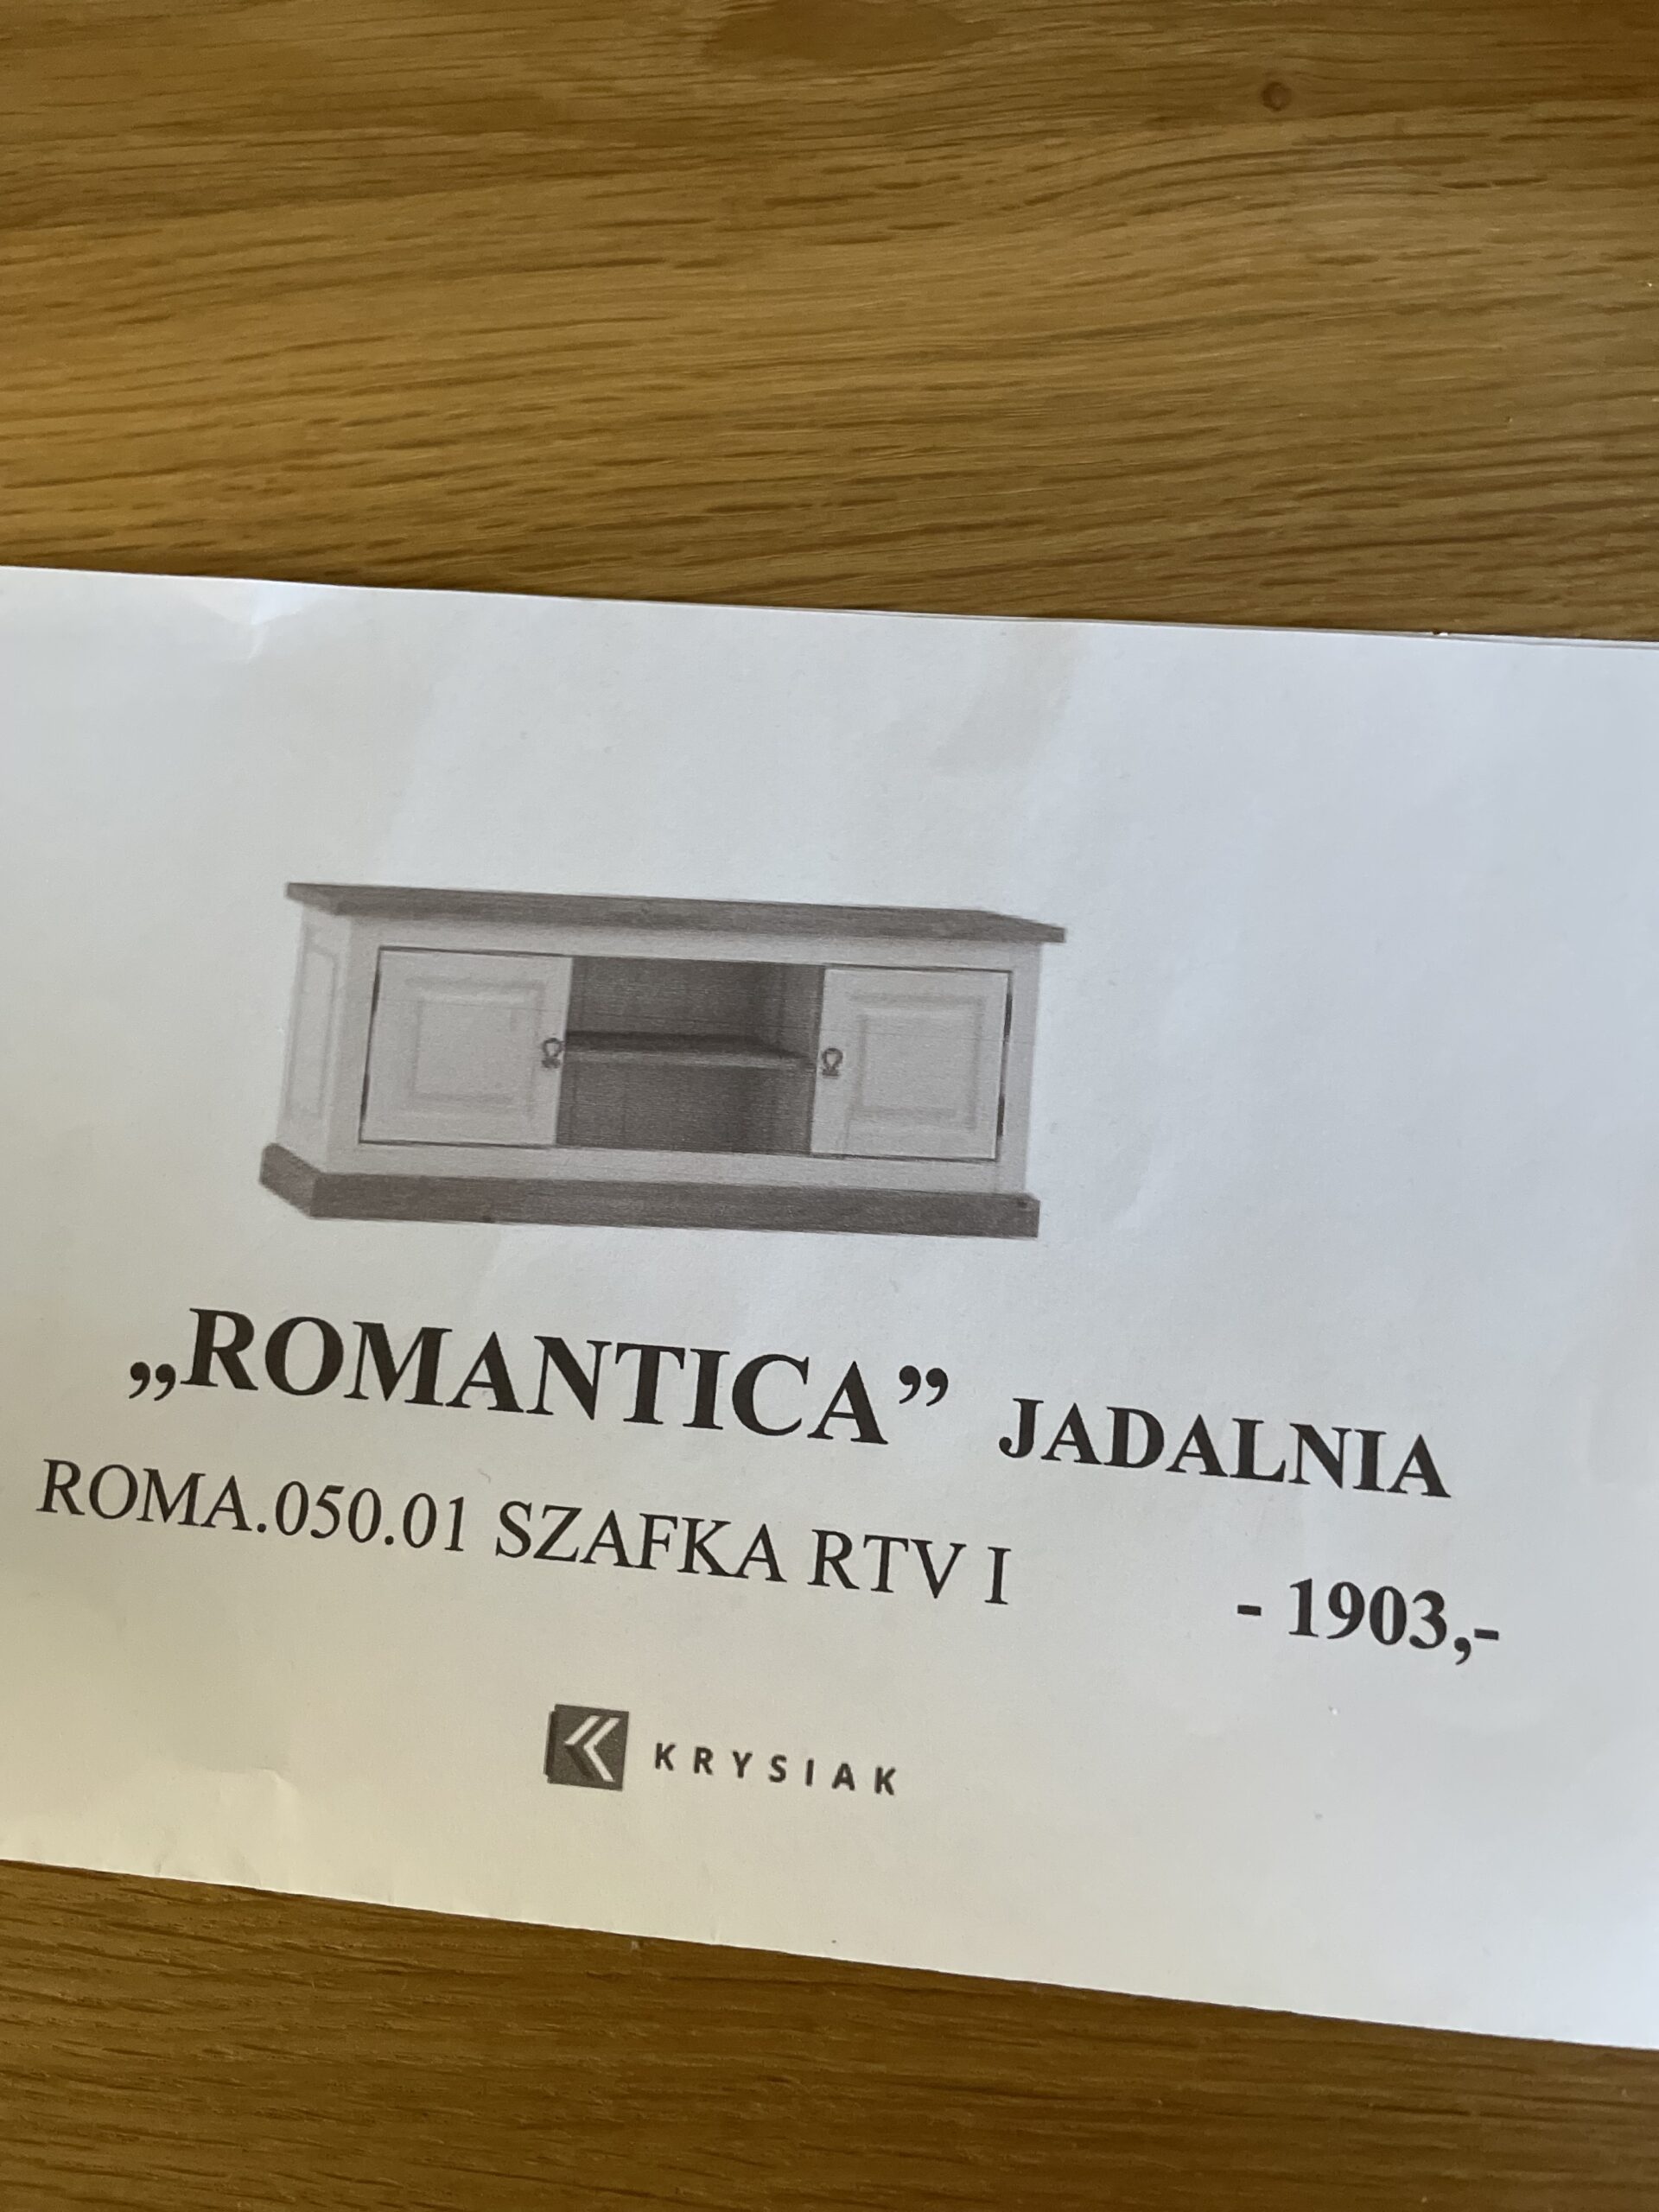 „ROMANTICA” JADALNIA
ROMA.050.01 SZAFKA RTV I - 1903,-
KRYSIAK